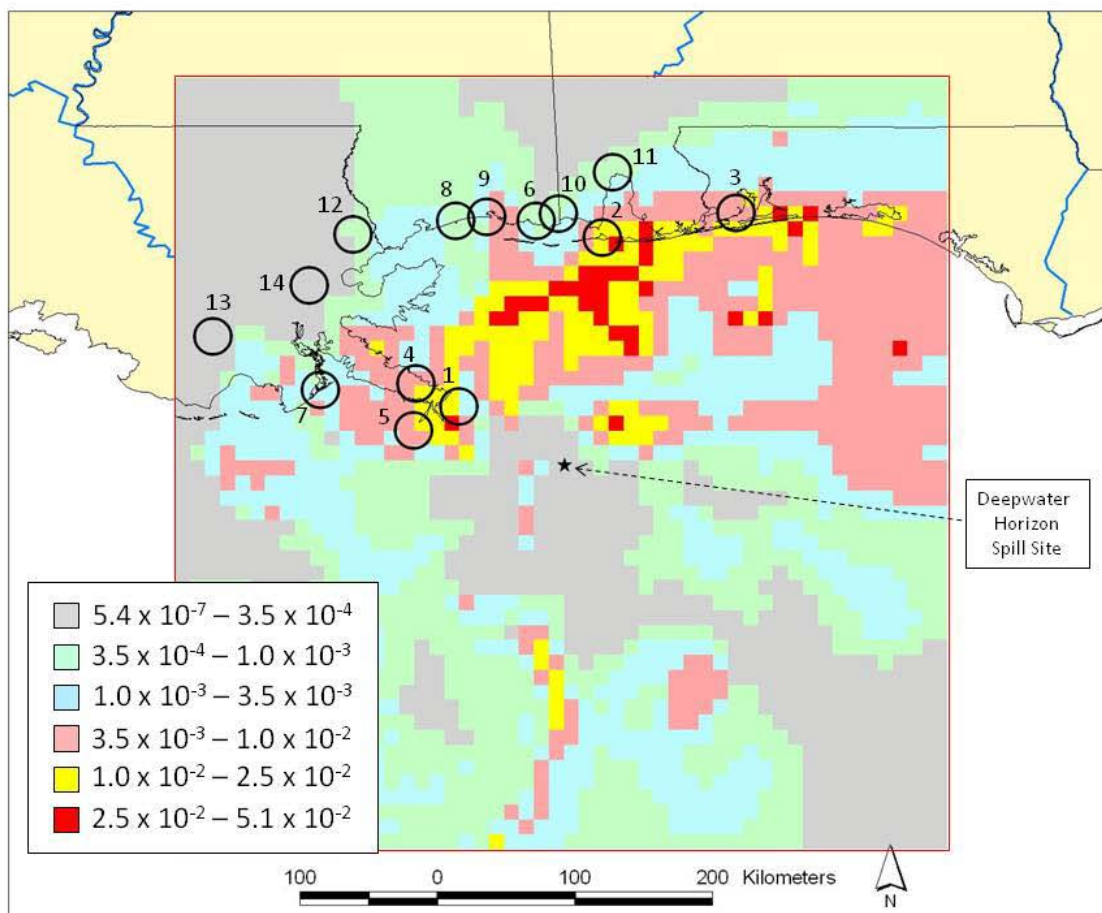 11
3
8
9
6
10
2
12
14
13
4
1
7
5
Deepwater
Horizon
Spill Site
5.4 x 10⁻⁷ – 3.5 x 10⁻⁴
3.5 x 10⁻⁴ – 1.0 x 10⁻³
1.0 x 10⁻³ – 3.5 x 10⁻³
3.5 x 10⁻³ – 1.0 x 10⁻²
1.0 x 10⁻² – 2.5 x 10⁻²
2.5 x 10⁻² – 5.1 x 10⁻²
100 0 100 200 Kilometers
N